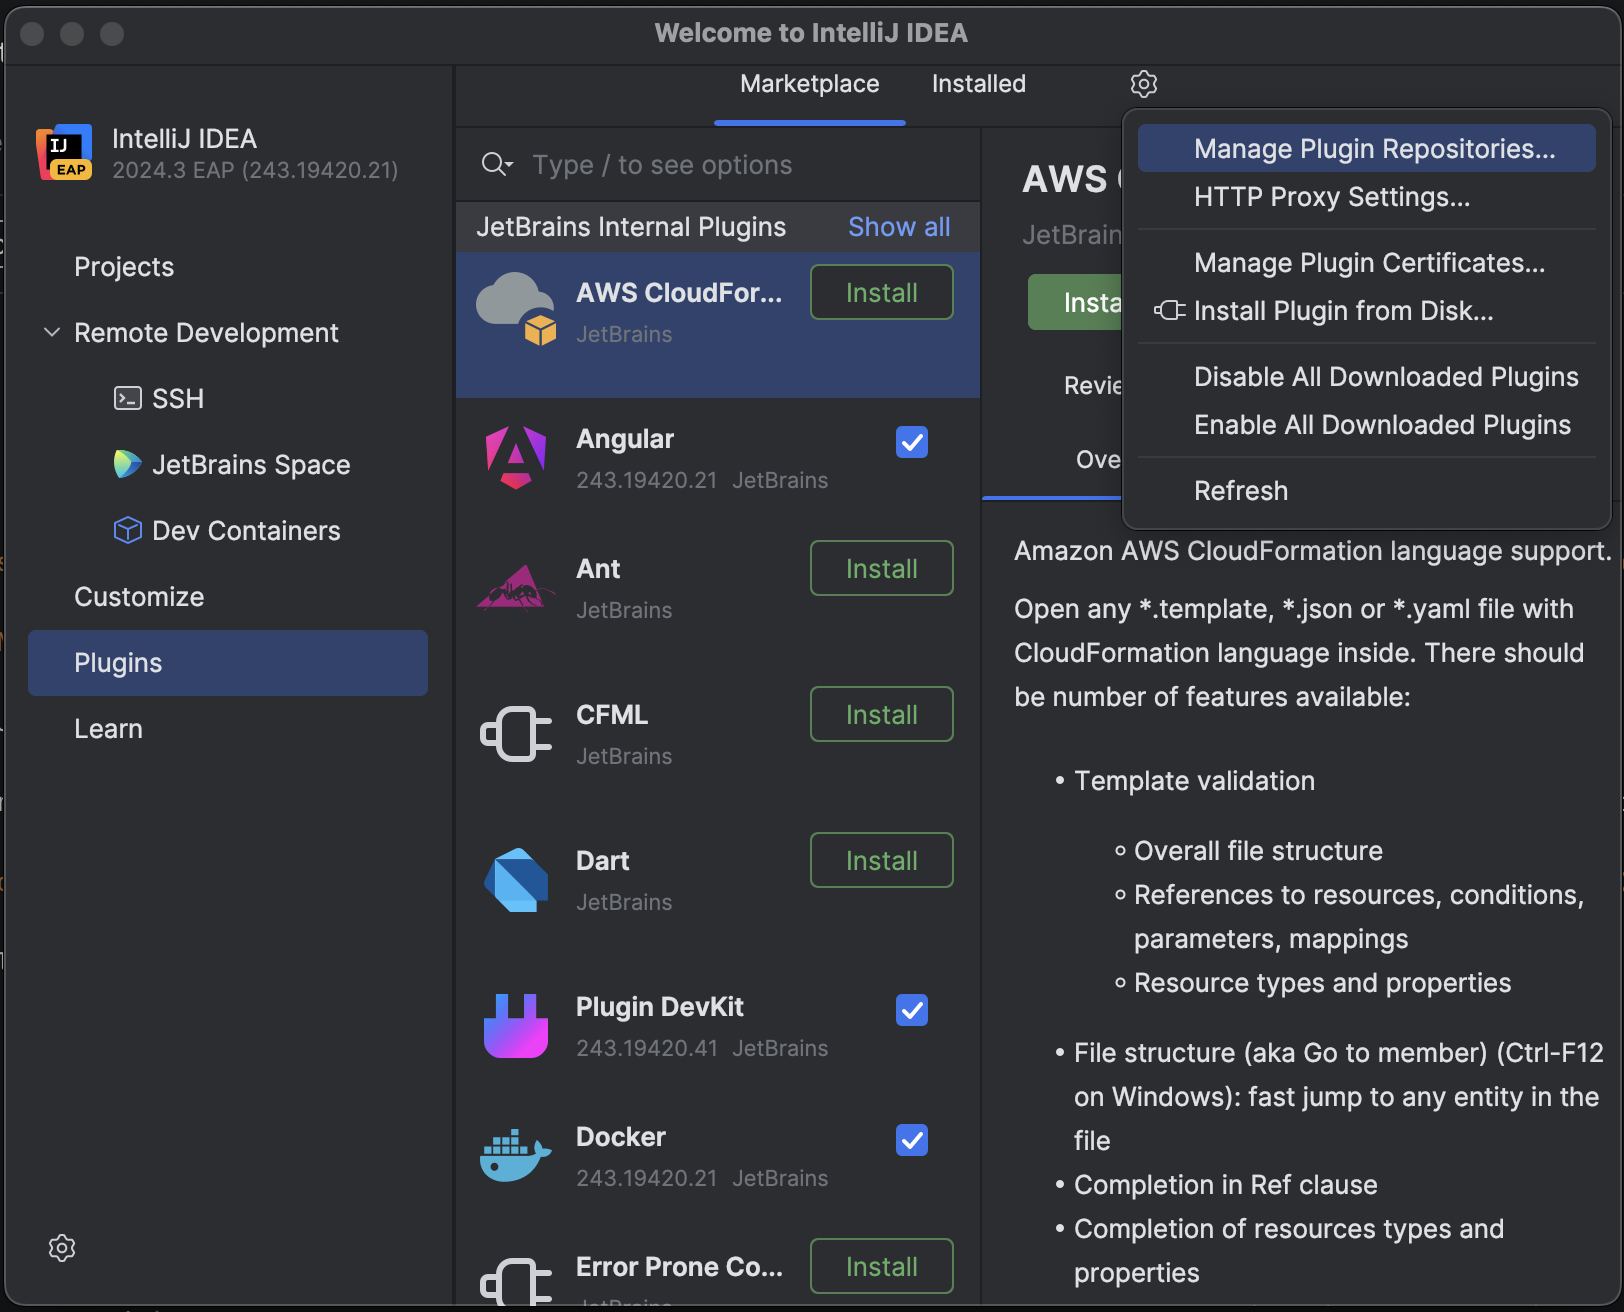 Welcome to IntelliJ IDEA
IJ
EAP
IntelliJ IDEA
2024.3 EAP (243.19420.21)
Projects
Remote Development
SSH
JetBrains Space
Dev Containers
Customize
Plugins
Learn
Marketplace
Installed
Type / to see options
JetBrains Internal Plugins
Show all
AWS CloudFor...
Install
JetBrains
Angular
243.19420.21 JetBrains
Ant
Install
JetBrains
CFML
Install
JetBrains
Dart
Install
JetBrains
Plugin DevKit
243.19420.41 JetBrains
Docker
243.19420.21 JetBrains
Error Prone Co...
Install
AWS
Manage Plugin Repositories...
HTTP Proxy Settings...
Manage Plugin Certificates...
Install Plugin from Disk...
Disable All Downloaded Plugins
Enable All Downloaded Plugins
Refresh
Amazon AWS CloudFormation language support.
Open any *.template, *.json or *.yaml file with
CloudFormation language inside. There should
be number of features available:
• Template validation
Overall file structure
References to resources, conditions,
parameters, mappings
Resource types and properties
• File structure (aka Go to member) (Ctrl-F12
on Windows): fast jump to any entity in the
file
• Completion in Ref clause
• Completion of resources types and
properties